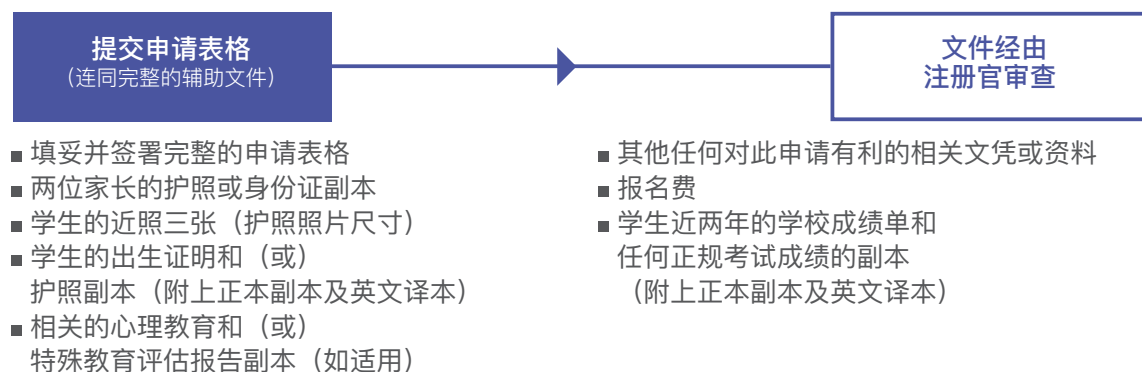 提交申请表格
（连同完整的辅助文件）
文件经由
注册官审查
■ 填妥并签署完整的申请表格
■ 两位家长的护照或身份证副本
■ 学生的近照三张（护照照片尺寸）
■ 学生的出生证明和（或）
护照副本（附上正本副本及英文译本）
■ 相关的心理教育和（或）
特殊教育评估报告副本（如适用）
■ 其他任何对此申请有利的相关文凭或资料
■ 报名费
■ 学生近两年的学校成绩单和
任何正规考试成绩的副本
（附上正本副本及英文译本）